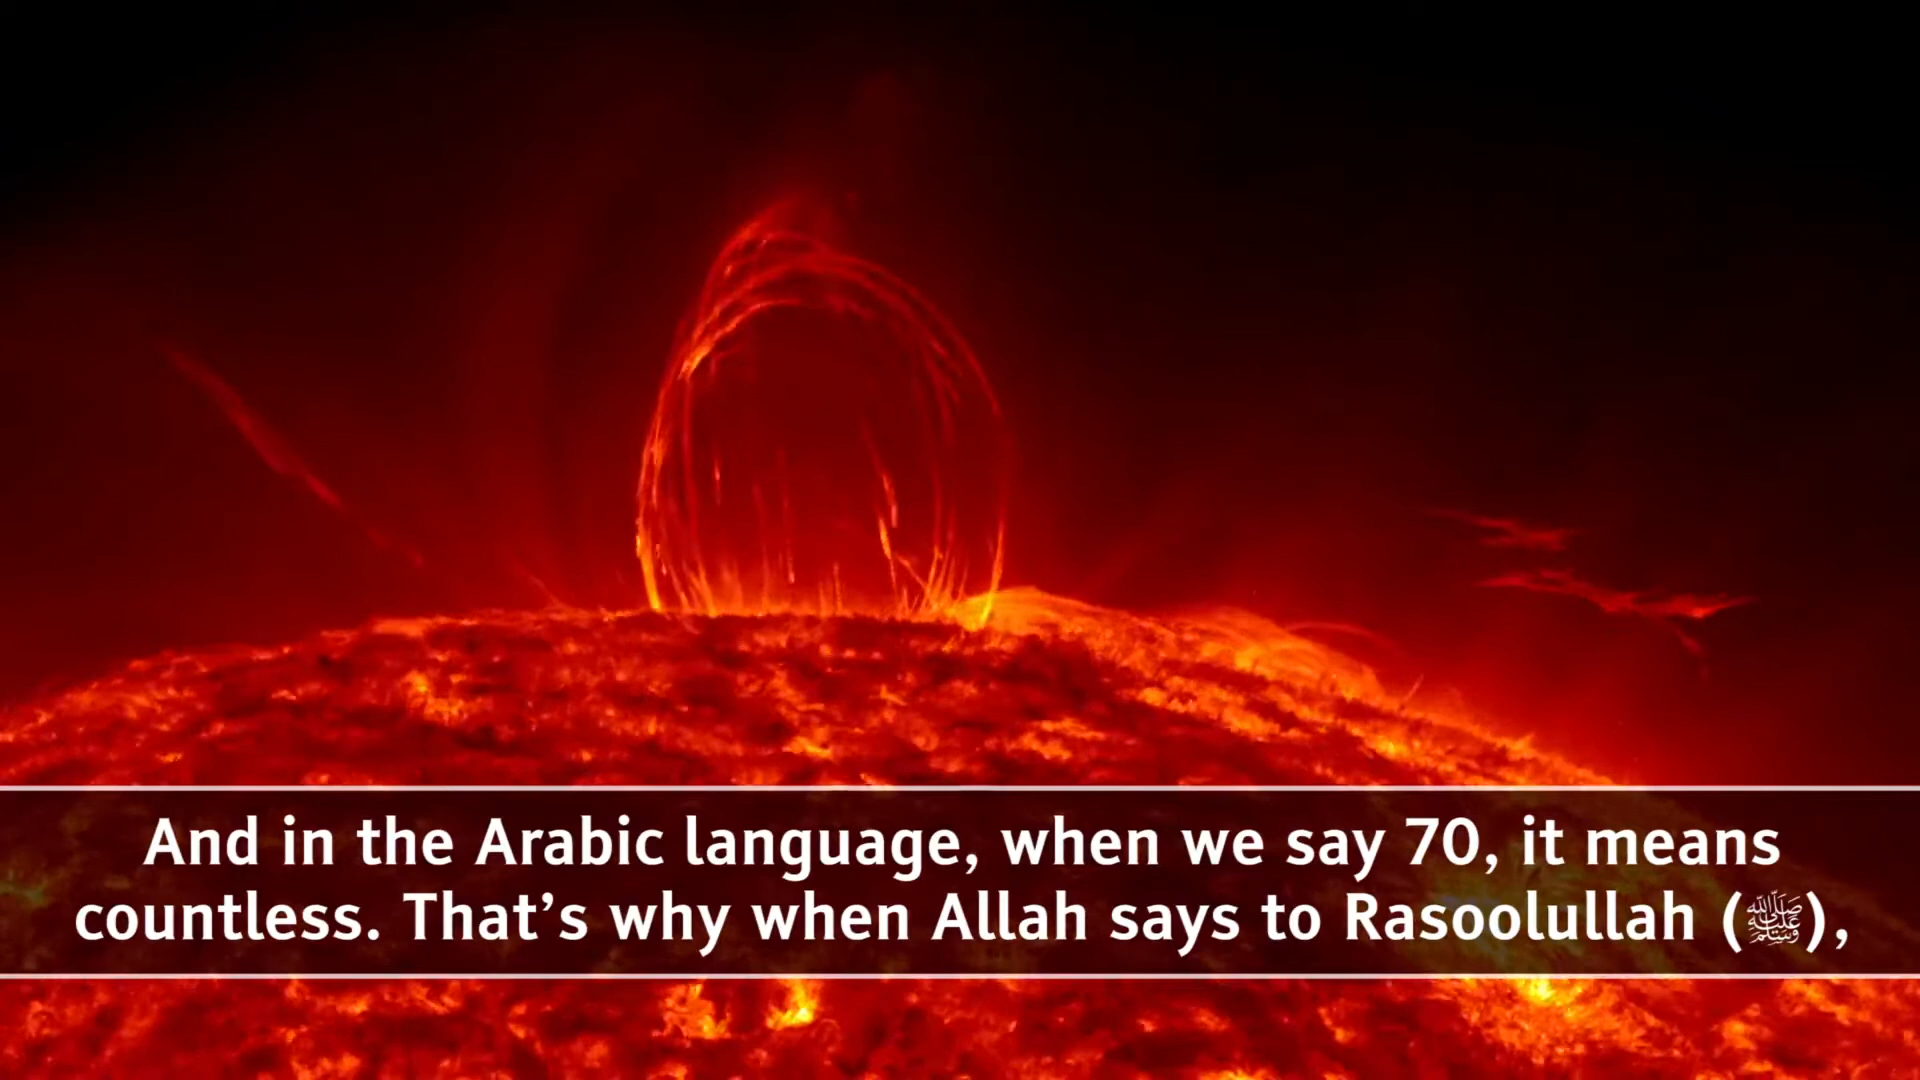 And in the Arabic language, when we say 70, it means
countless. That’s why when Allah says to Rasoolullah (ﷺ),